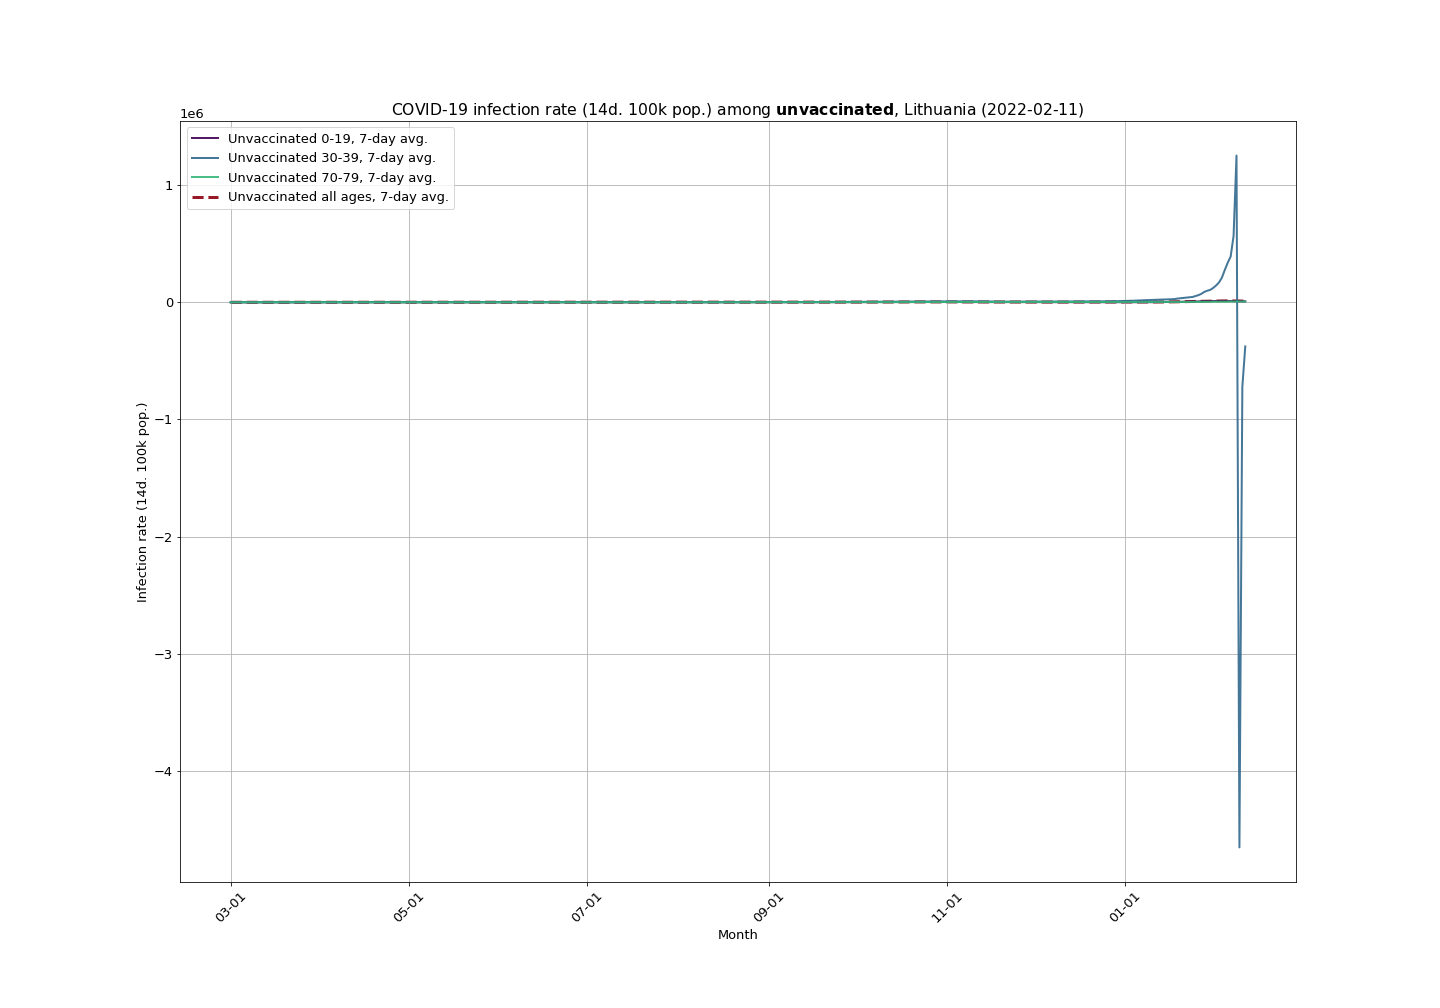 COVID-19 infection rate (14d. 100k pop.) among unvaccinated, Lithuania (2022-02-11)
1e6
Unvaccinated 0-19, 7-day avg.
Unvaccinated 30-39, 7-day avg.
Unvaccinated 70-79, 7-day avg.
Unvaccinated all ages, 7-day avg.
1
0
−1
−2
−3
−4
Infection rate (14d. 100k pop.)
03-01
05-01
07-01
09-01
11-01
01-01
Month